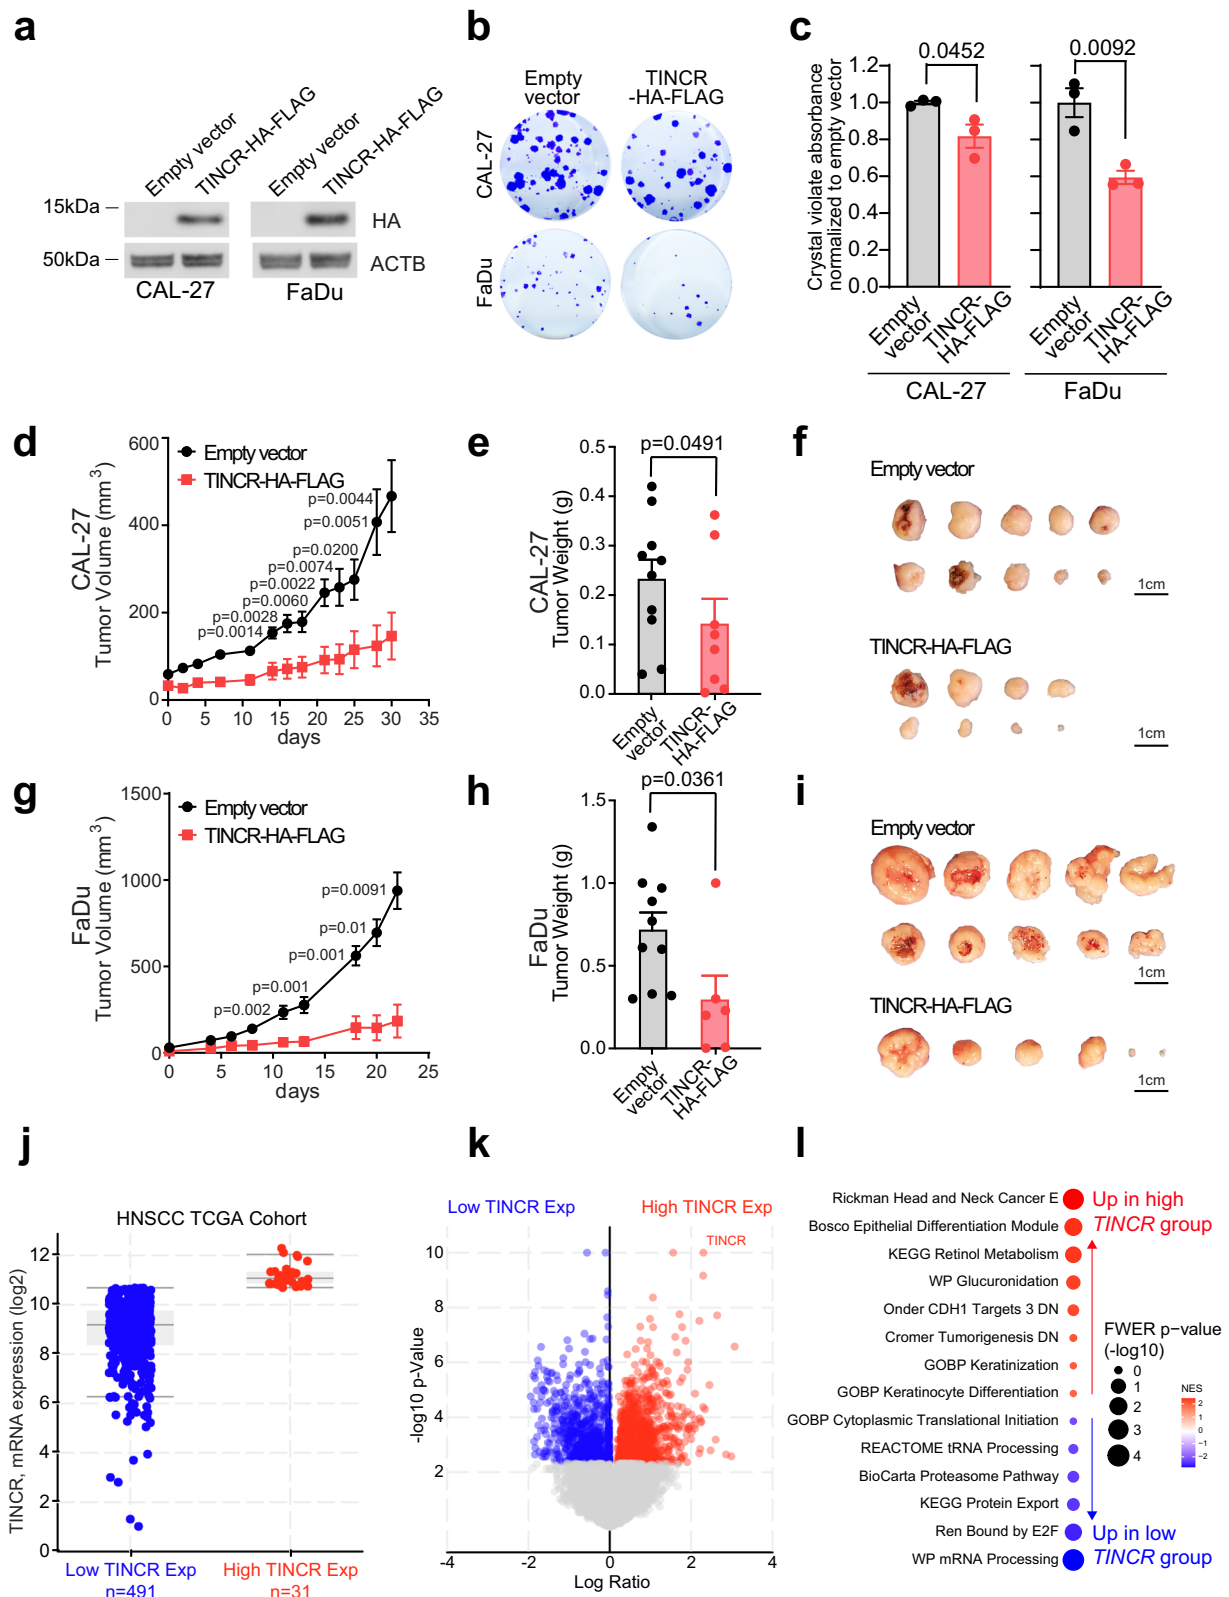 a
Empty vector
TINCR-HA-FLAG
Empty vector
TINCR-HA-FLAG
15kDa
HA
50kDa
ACTB
CAL-27
FaDu
b
Empty
vector
TINCR
-HA-FLAG
CAL-27
FaDu
c
0.0452
0.0092
Crystal violate absorbance
normalized to empty vector
1.2
1.0
0.8
0.6
0.4
0.2
0.0
Empty
vector
TINCR-
HA-FLAG
Empty
vector
TINCR-
HA-FLAG
CAL-27
FaDu
d
CAL-27
Tumor Volume (mm3)
600
400
200
0
Empty vector
TINCR-HA-FLAG
p=0.0044
p=0.0051
p=0.0200
p=0.0074
p=0.0022
p=0.0060
p=0.0028
p=0.0014
0 5 10 15 20 25 30 35
days
e
p=0.0491
CAL-27
Tumor Weight (g)
0.5
0.4
0.3
0.2
0.1
0.0
Empty
vector
TINCR-
HA-FLAG
f
Empty vector
1cm
TINCR-HA-FLAG
1cm
g
FaDu
Tumor Volume (mm3)
1500
1000
500
0
Empty vector
TINCR-HA-FLAG
p=0.0091
p=0.01
p=0.001
p=0.001
p=0.002
0 5 10 15 20 25
days
h
p=0.0361
FaDu
Tumor Weight (g)
1.5
1.0
0.5
0.0
Empty
vector
TINCR-
HA-FLAG
i
Empty vector
1cm
TINCR-HA-FLAG
1cm
j
HNSCC TCGA Cohort
TINCR, mRNA expression (log2)
12
10
8
6
4
2
0
Low TINCR Exp
n=491
High TINCR Exp
n=31
k
Low TINCR Exp
High TINCR Exp
TINCR
-log10 p-Value
10
8
6
4
2
-4 -2 0 2 4
Log Ratio
l
Rickman Head and Neck Cancer E
Bosco Epithelial Differentiation Module
KEGG Retinol Metabolism
WP Glucuronidation
Onder CDH1 Targets 3 DN
Cromer Tumorigenesis DN
GOBP Keratinization
GOBP Keratinocyte Differentiation
GOBP Cytoplasmic Translational Initiation
REACTOME tRNA Processing
BioCarta Proteasome Pathway
KEGG Protein Export
Ren Bound by E2F
WP mRNA Processing
Up in high
TINCR group
FWER p-value
(-log10)
0
1
2
3
4
NES
2
1
0
-1
-2
Up in low
TINCR group